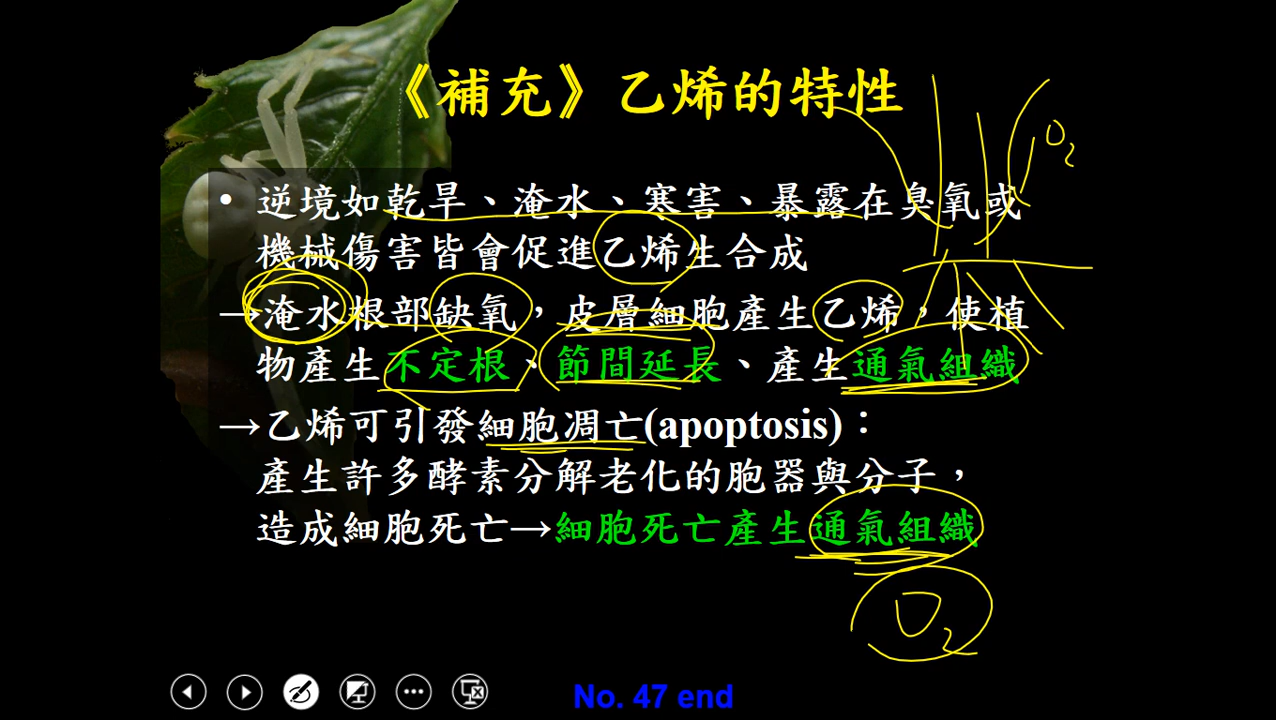 《補充》乙烯的特性
O2
• 逆境如乾旱、淹水、寒害、暴露在臭氧或
機械傷害皆會促進乙烯生合成
→淹水根部缺氧，皮層細胞產生乙烯，使植
物產生不定根、節間延長、產生通氣組織
→乙烯可引發細胞凋亡(apoptosis)：
產生許多酵素分解老化的胞器與分子，
造成細胞死亡→細胞死亡產生通氣組織
O2
No. 47 end